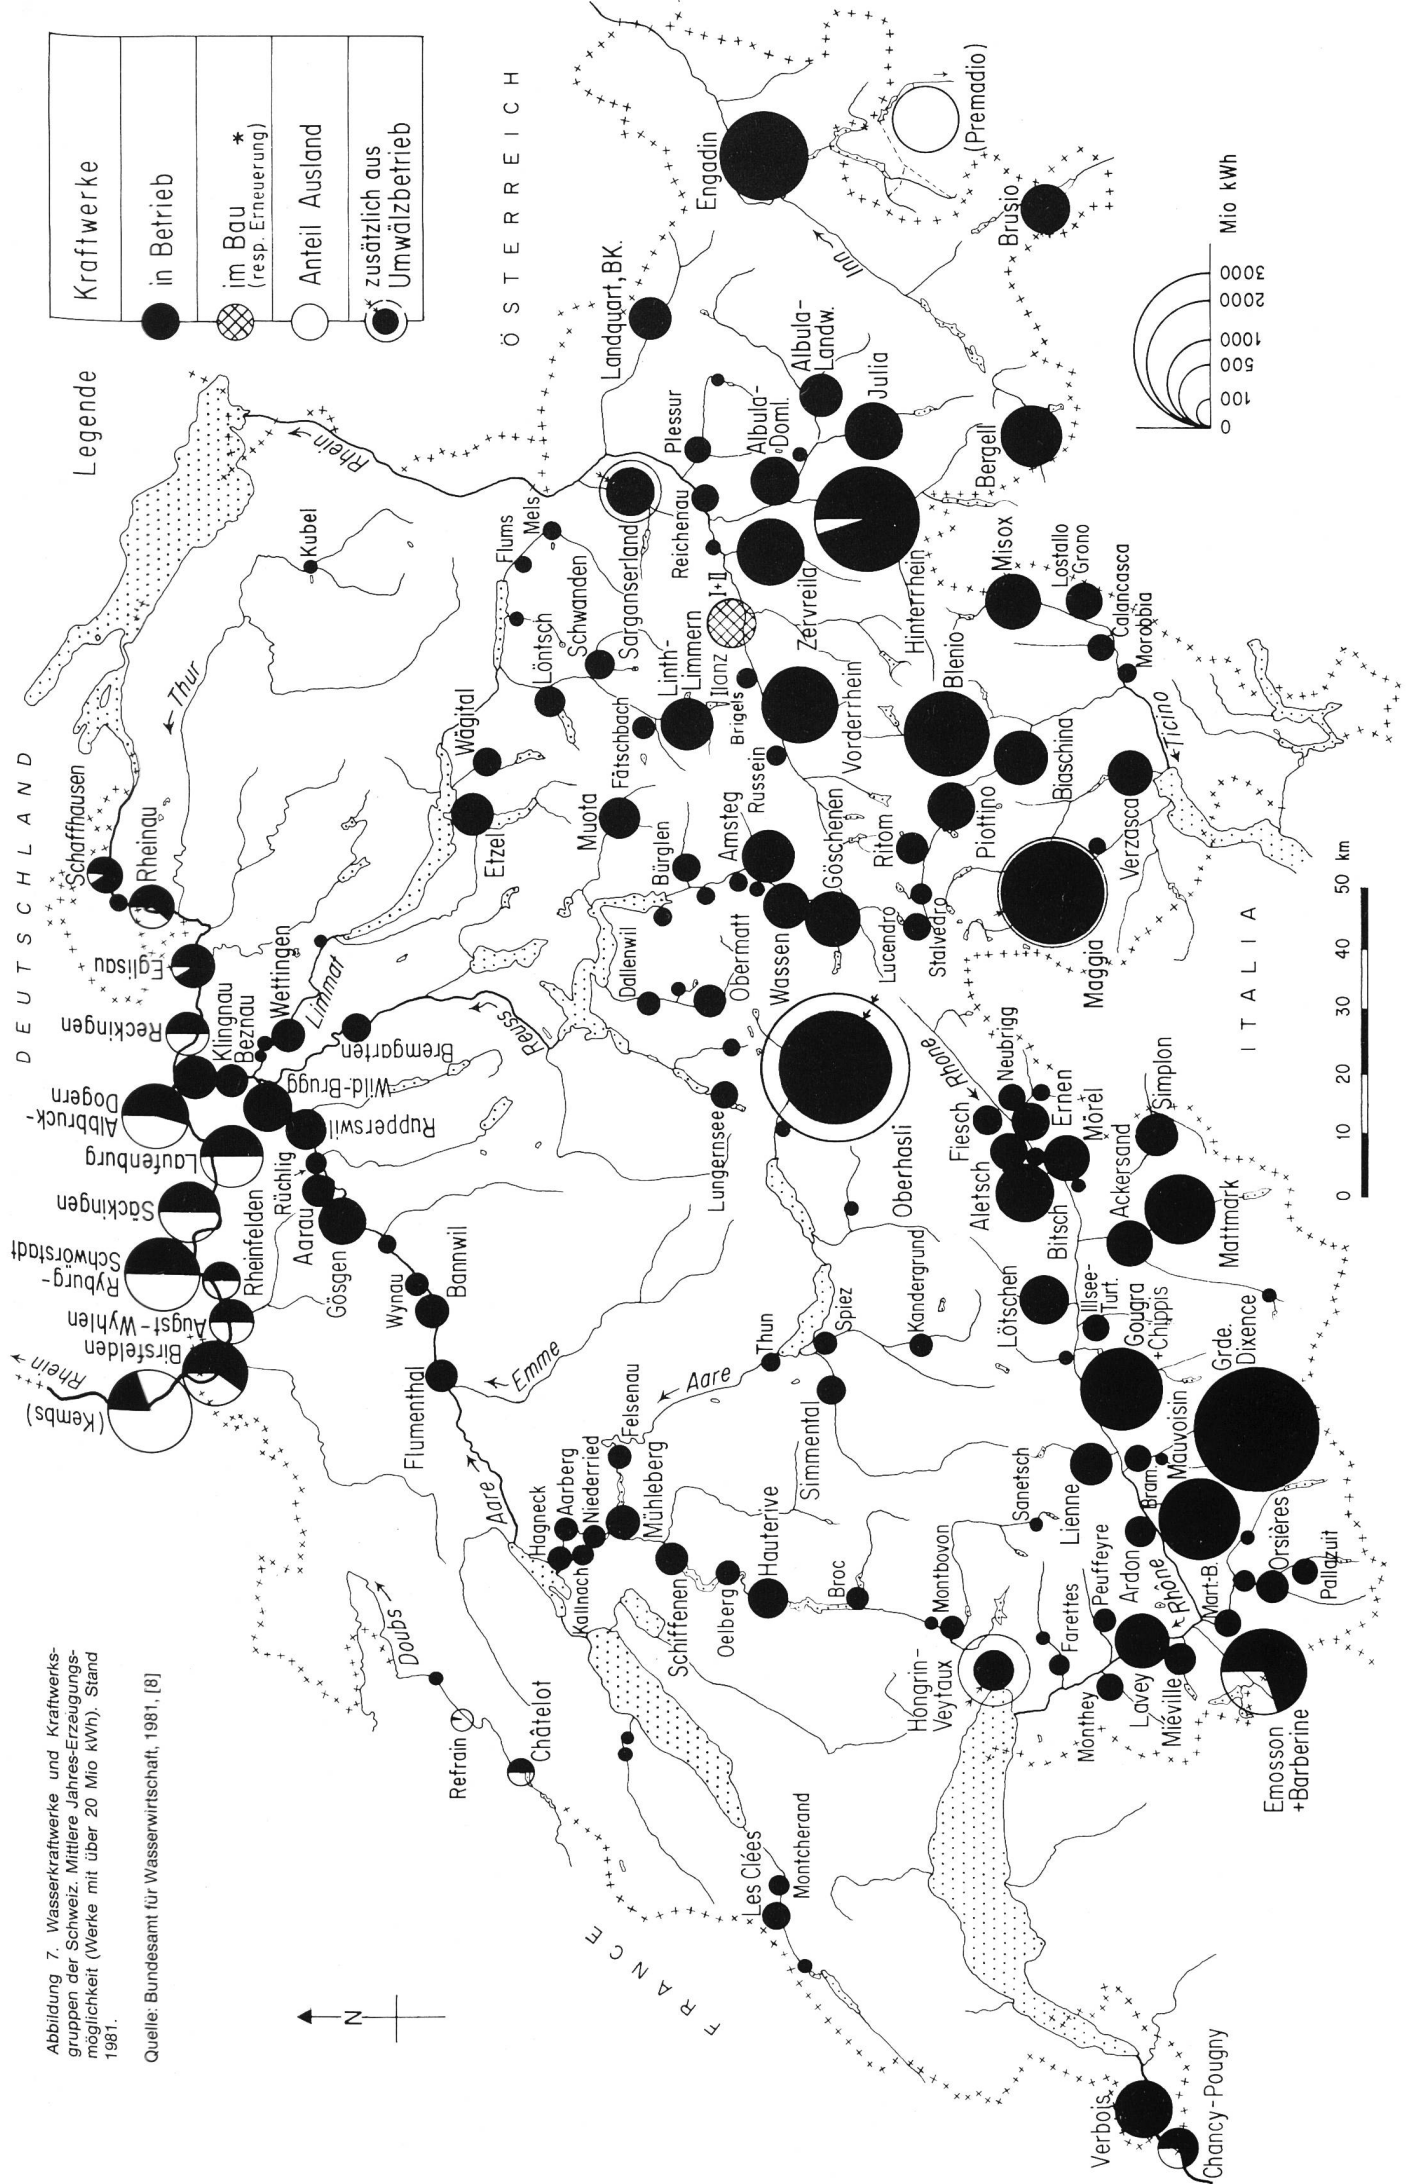 Abbildung 7. Wasserkraftwerke und Kraftwerks-
gruppen der Schweiz. Mittlere Jahres-Erzeugungs-
möglichkeit (Werke mit über 20 Mio kWh). Stand
1981.
Quelle: Bundesamt für Wasserwirtschaft, 1981, [8]
N
Legende
Kraftwerke
in Betrieb
im Bau *
(resp. Erneuerung)
Anteil Ausland
zusätzlich aus
Umwälzbetrieb
DEUTSCHLAND
ÖSTERREICH
FRANCE
ITALIA
Rhein
(Kembs)
Birsfelden
Augst-Wyhlen
Rheinfelden
Ryburg-
Schwörstadt
Säckingen
Laufenburg
Albbruck-
Dogern
Reckingen
Eglisau
Rheinau
Schaffhausen
Klingnau
Beznau
Wettingen
Limmat
Bremgarten
Wild.-Brugg
Rupperswil
Rüchlig
Aarau
Gösgen
Wynau
Bannwil
Flumenthal
Emme
Aare
Reuss
Thur
Kubel
Rhein
Doubs
Refrain
Châtelot
Aare
Hagneck
Aarberg
Niederried
Kallnach
Felsenau
Mühleberg
Schiffenen
Oelberg
Hauterive
Broc
Montbovon
Thun
Spiez
Simmental
Kandergrund
Lungernsee
Oberhasli
Dallenwil
Obermatt
Bürglen
Amsteg
Wassen
Göschenen
Muota
Fätschbach
Etzel
Wägital
Löntsch
Schwanden
Flums
Mels
Sarganserland
Linth-
Limmern
Ilanz I+II
Brigels
Russein
Vorderrhein
Zervreila
Reichenau
Plessur
Landquart, BK.
Albula-
Doml.
Albula-
Landw.
Julia
Hinterrhein
Bergell
Engadin
Inn
(Premadio)
Brusio
Misox
Lostallo
Grono
Calancasca
Morobbia
Blenio
Biaschina
Piottino
Ritom
Lucendro
Stalvedro
Ticino
Verzasca
Maggia
Rhone
Neubrigg
Fiesch
Ernen
Mörel
Aletsch
Bitsch
Ackersand
Simplon
Mattmark
Lötschen
Illsee-
Turt.
Gougra
+Chippis
Grde.
Dixence
Mauvoisin
Bram.
Lienne
Sanetsch
Ardon
Peuffeyre
Farettes
Rhône
Mart.-B.
Orsières
Pallazuit
Hongrin-
Veytaux
Monthey
Lavey
Miéville
Emosson
+Barberine
Les Clées
Montcherand
Verbois
Chancy-Pougny
0 10 20 30 40 50 km
0 100 500 1000 2000 3000 Mio kWh